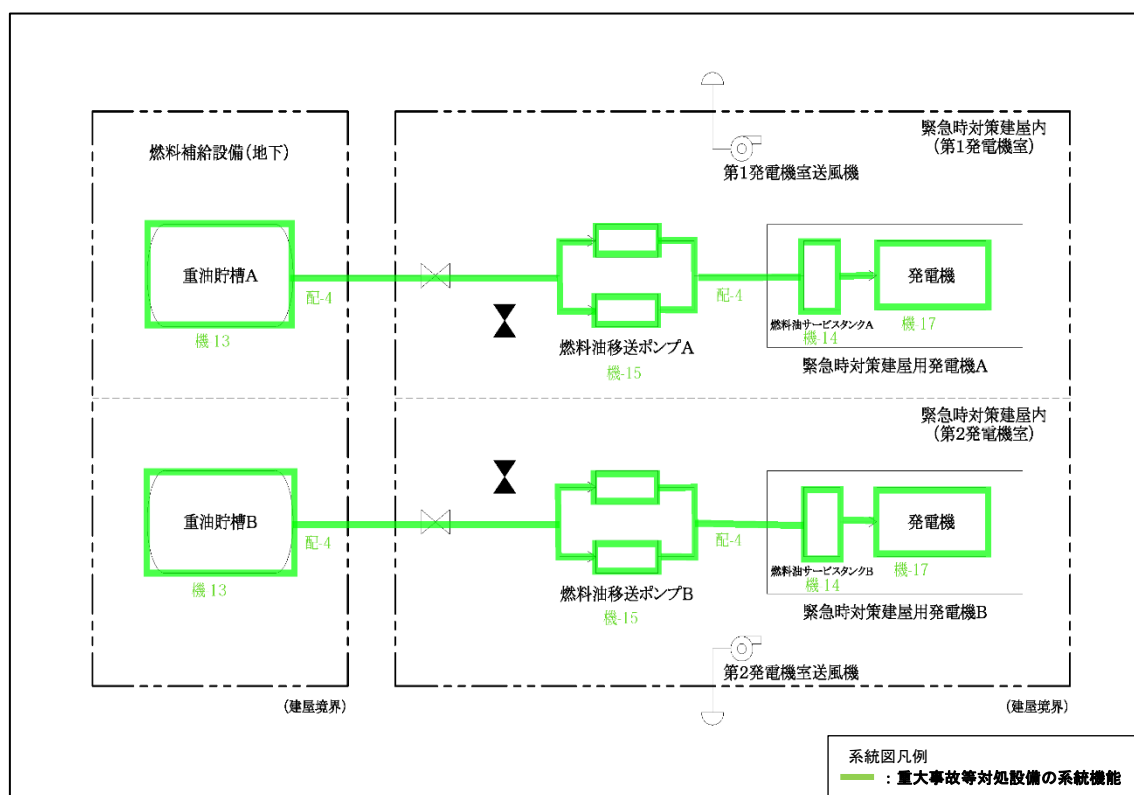 緊急時対策建屋内
(第1発電機室)
燃料補給設備(地下)
第1発電機室送風機
重油貯槽A
配-4
機-13
燃料油移送ポンプA
機-15
配-4
発電機
燃料油サービスタンクA
機-14
機-17
緊急時対策建屋用発電機A
緊急時対策建屋内
(第2発電機室)
重油貯槽B
配-4
機-13
燃料油移送ポンプB
機-15
配-4
発電機
燃料油サービスタンクB
機-14
機-17
緊急時対策建屋用発電機B
第2発電機室送風機
(建屋境界)
(建屋境界)
系統図凡例
:重大事故等対処設備の系統機能